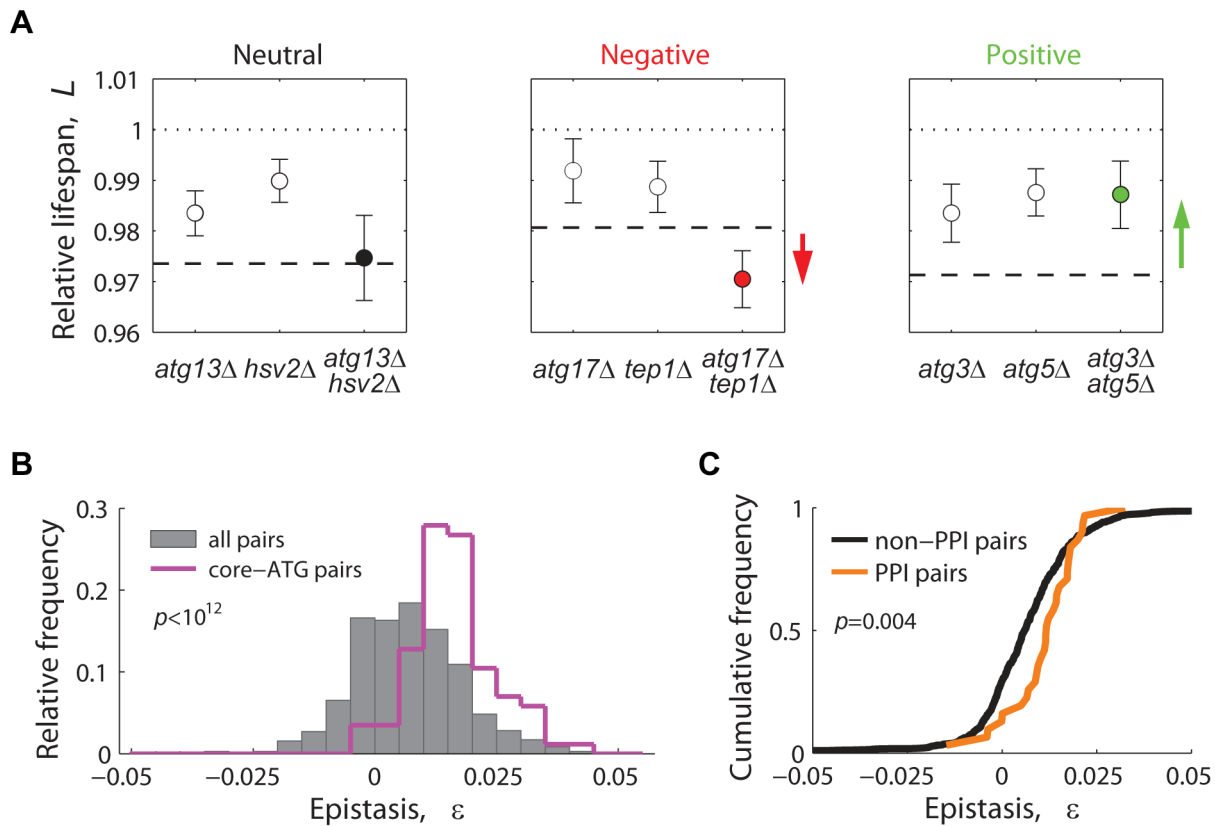 A
Neutral
Negative
Positive
Relative lifespan, L
1.01
1
0.99
0.98
0.97
0.96
atg13Δ hsv2Δ atg13Δ
hsv2Δ
atg17Δ tep1Δ atg17Δ
tep1Δ
atg3Δ atg5Δ atg3Δ
atg5Δ
B
Relative frequency
0.3
0.2
0.1
0
all pairs
core−ATG pairs
p<10¹²
−0.05 −0.025 0 0.025 0.05
Epistasis, ε
C
Cumulative frequency
1
0.5
0
non−PPI pairs
PPI pairs
p=0.004
−0.05 −0.025 0 0.025 0.05
Epistasis, ε